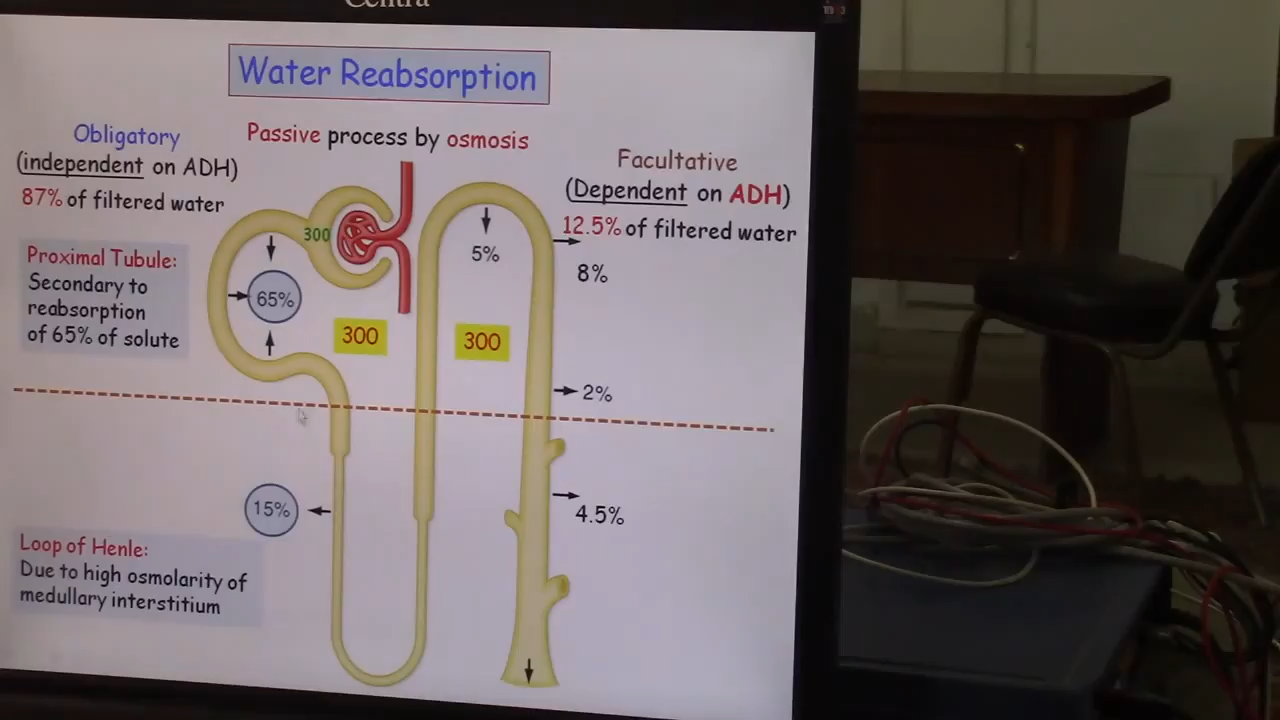 Centra
Water Reabsorption
Obligatory
(independent on ADH)
87% of filtered water
Passive process by osmosis
Facultative
(Dependent on ADH)
12.5% of filtered water
Proximal Tubule:
Secondary to
reabsorption
of 65% of solute
300
65%
300
5%
300
8%
2%
15%
4.5%
Loop of Henle:
Due to high osmolarity of
medullary interstitium